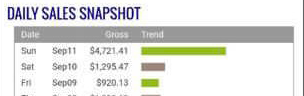 DAILY SALES SNAPSHOT
Date Gross Trend
Sun Sep11 $4,721.41
Sat Sep10 $1,295.47
Fri Sep09 $920.13